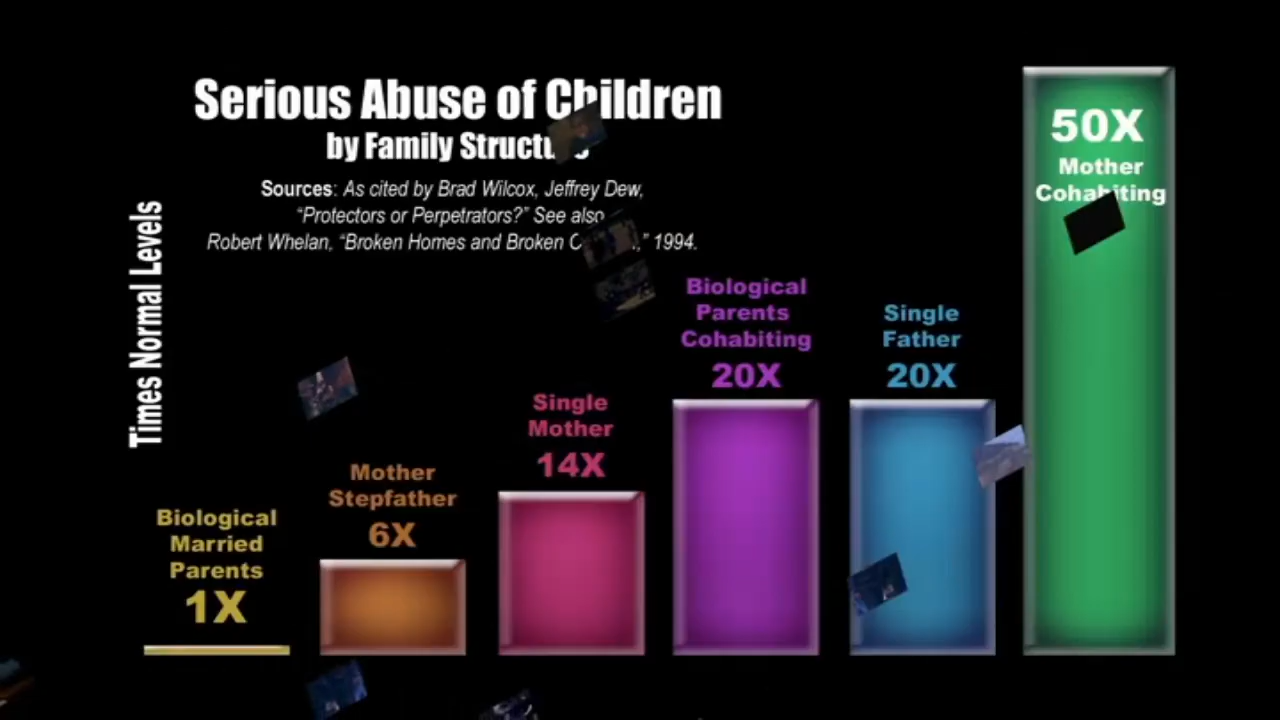 Serious Abuse of Children
by Family Structure
Sources: As cited by Brad Wilcox, Jeffrey Dew,
"Protectors or Perpetrators?" See also
Robert Whelan, "Broken Homes and Broken 1994.
Times Normal Levels
Biological
Married
Parents
1X
Mother
Stepfather
6X
Single
Mother
14X
Biological
Parents
Cohabiting
20X
Single
Father
20X
50X
Mother
Cohabiting